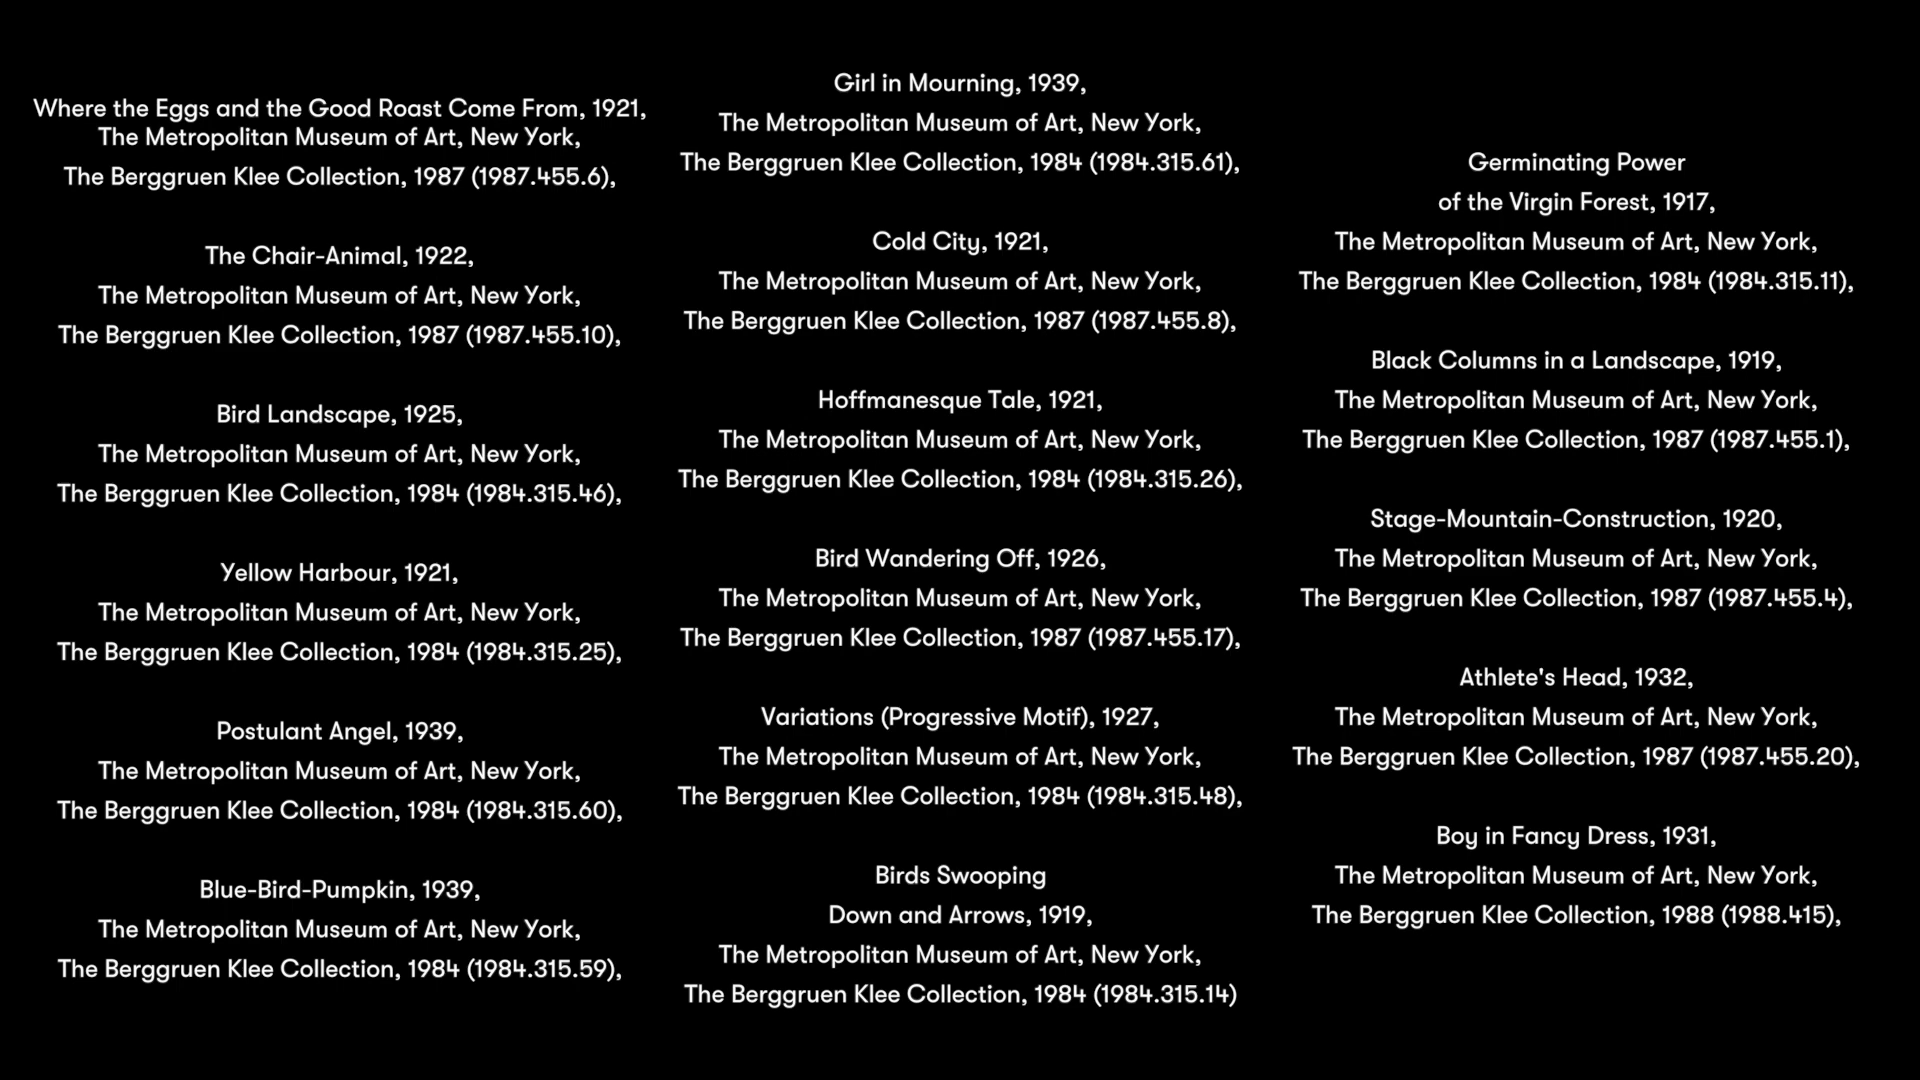 Where the Eggs and the Good Roast Come From, 1921,
The Metropolitan Museum of Art, New York,
The Berggruen Klee Collection, 1987 (1987.455.6),
The Chair-Animal, 1922,
The Metropolitan Museum of Art, New York,
The Berggruen Klee Collection, 1987 (1987.455.10),
Bird Landscape, 1925,
The Metropolitan Museum of Art, New York,
The Berggruen Klee Collection, 1984 (1984.315.46),
Yellow Harbour, 1921,
The Metropolitan Museum of Art, New York,
The Berggruen Klee Collection, 1984 (1984.315.25),
Postulant Angel, 1939,
The Metropolitan Museum of Art, New York,
The Berggruen Klee Collection, 1984 (1984.315.60),
Blue-Bird-Pumpkin, 1939,
The Metropolitan Museum of Art, New York,
The Berggruen Klee Collection, 1984 (1984.315.59),
Girl in Mourning, 1939,
The Metropolitan Museum of Art, New York,
The Berggruen Klee Collection, 1984 (1984.315.61),
Cold City, 1921,
The Metropolitan Museum of Art, New York,
The Berggruen Klee Collection, 1987 (1987.455.8),
Hoffmanesque Tale, 1921,
The Metropolitan Museum of Art, New York,
The Berggruen Klee Collection, 1984 (1984.315.26),
Bird Wandering Off, 1926,
The Metropolitan Museum of Art, New York,
The Berggruen Klee Collection, 1987 (1987.455.17),
Variations (Progressive Motif), 1927,
The Metropolitan Museum of Art, New York,
The Berggruen Klee Collection, 1984 (1984.315.48),
Birds Swooping
Down and Arrows, 1919,
The Metropolitan Museum of Art, New York,
The Berggruen Klee Collection, 1984 (1984.315.14)
Germinating Power
of the Virgin Forest, 1917,
The Metropolitan Museum of Art, New York,
The Berggruen Klee Collection, 1984 (1984.315.11),
Black Columns in a Landscape, 1919,
The Metropolitan Museum of Art, New York,
The Berggruen Klee Collection, 1987 (1987.455.1),
Stage-Mountain-Construction, 1920,
The Metropolitan Museum of Art, New York,
The Berggruen Klee Collection, 1987 (1987.455.4),
Athlete's Head, 1932,
The Metropolitan Museum of Art, New York,
The Berggruen Klee Collection, 1987 (1987.455.20),
Boy in Fancy Dress, 1931,
The Metropolitan Museum of Art, New York,
The Berggruen Klee Collection, 1988 (1988.415),